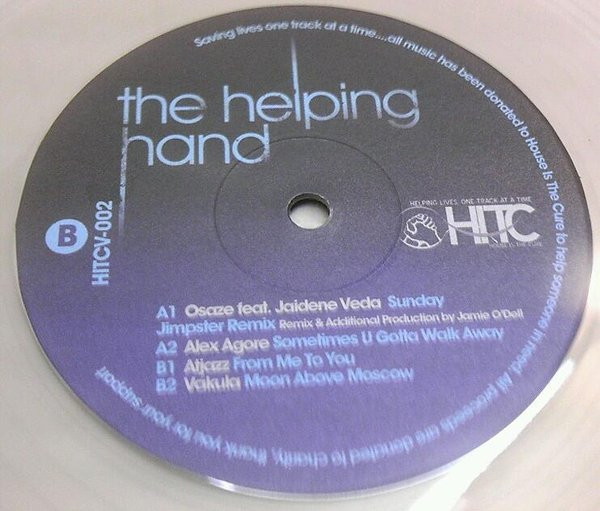 Saving lives one track at a time....all music has been donated to House Is The Cure to help someone in need. All proceeds are donated to charity, thank you for your support
the helping
hand
B
HITCV-002
HELPING LIVES, ONE TRACK AT A TIME
HITC
HOUSE IS THE CURE
A1 Osaze feat. Jaidene Veda Sunday
Jimpster Remix Remix & Additional Production by Jamie O'Dell
A2 Alex Agore Sometimes U Gotta Walk Away
B1 Atjazz From Me To You
B2 Vakula Moon Above Moscow